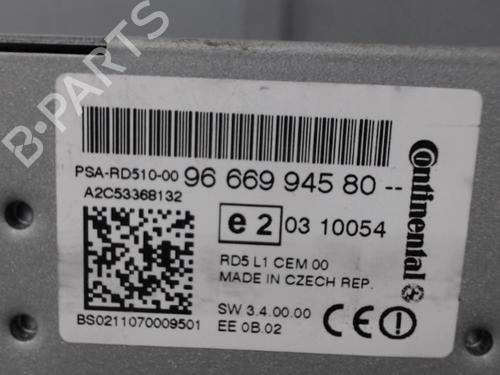 B-PARTS
PSA-RD510-00 96 669 945 80 --
A2C53368132
e2 03 10054
RD5 L1 CEM 00
MADE IN CZECH REP.
SW 3.4.00.00
EE 0B.02
CE
BS0211070009501
Continental